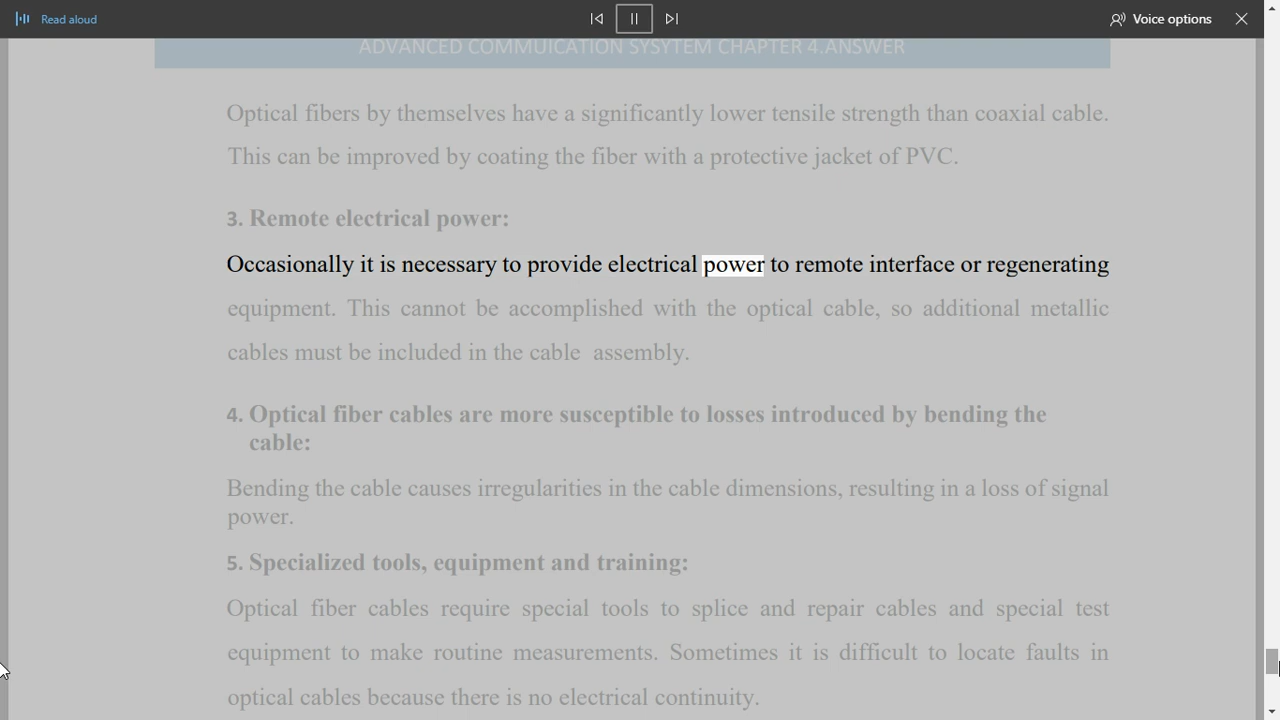 Read aloud
Voice options
ADVANCED COMMUICATION SYSYTEM CHAPTER 4.ANSWER
Optical fibers by themselves have a significantly lower tensile strength than coaxial cable.
This can be improved by coating the fiber with a protective jacket of PVC.
3. Remote electrical power:
Occasionally it is necessary to provide electrical power to remote interface or regenerating
equipment. This cannot be accomplished with the optical cable, so additional metallic
cables must be included in the cable assembly.
4. Optical fiber cables are more susceptible to losses introduced by bending the
cable:
Bending the cable causes irregularities in the cable dimensions, resulting in a loss of signal
power.
5. Specialized tools, equipment and training:
Optical fiber cables require special tools to splice and repair cables and special test
equipment to make routine measurements. Sometimes it is difficult to locate faults in
optical cables because there is no electrical continuity.